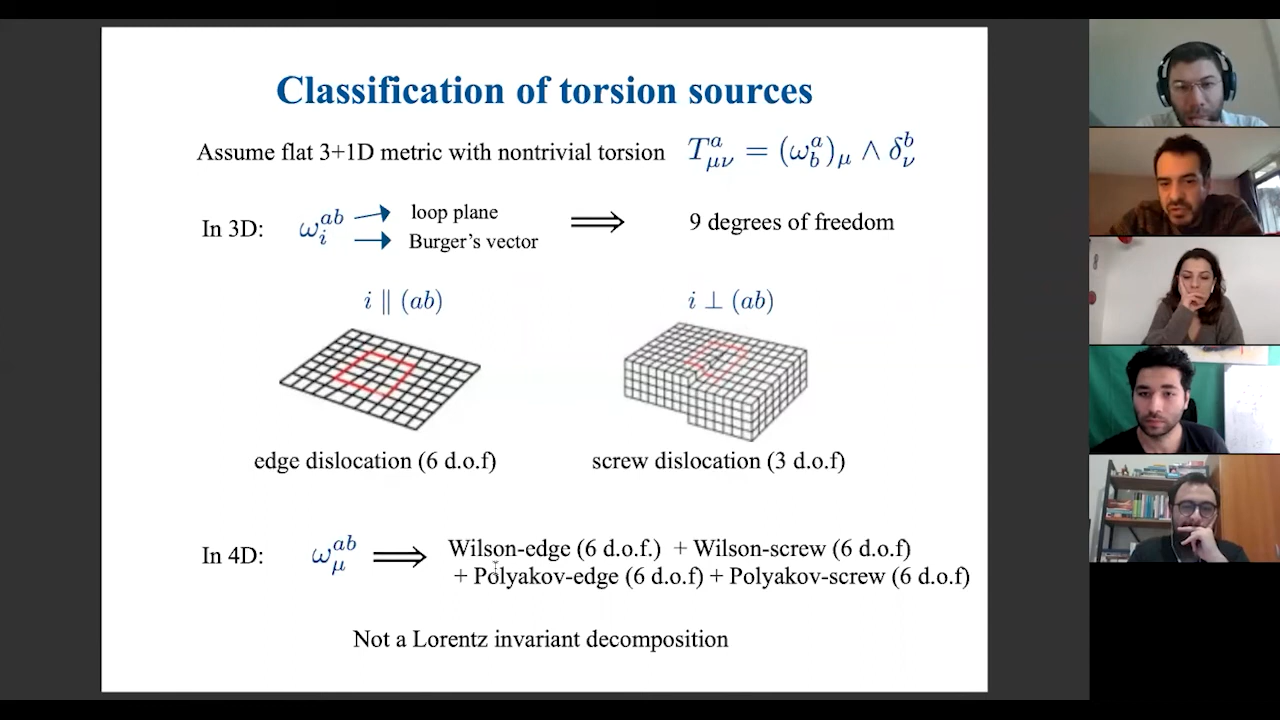 Classification of torsion sources
Assume flat 3+1D metric with nontrivial torsion $T^a_{\mu\nu} = (\omega^a_b)_\mu \wedge \delta^b_\nu$
In 3D: $\omega^{ab}_i$ loop plane ⟹ 9 degrees of freedom
Burger's vector
$i \parallel (ab)$ $i \perp (ab)$
edge dislocation (6 d.o.f) screw dislocation (3 d.o.f)
In 4D: $\omega^{ab}_\mu$ ⟹ Wilson-edge (6 d.o.f.) + Wilson-screw (6 d.o.f)
+ Polyakov-edge (6 d.o.f) + Polyakov-screw (6 d.o.f)
Not a Lorentz invariant decomposition